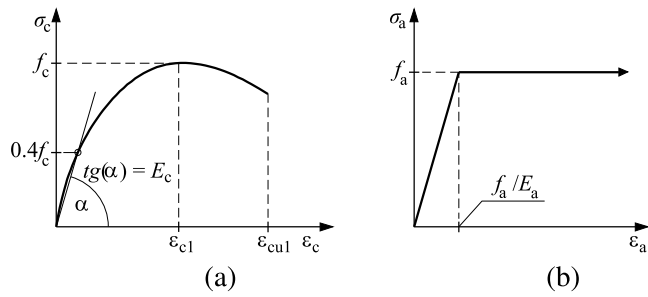 σc
fc
0.4fc
tg(α) = Ec
α
εc1
εcu1
εc
(a)
σa
fa
fa/Ea
εa
(b)